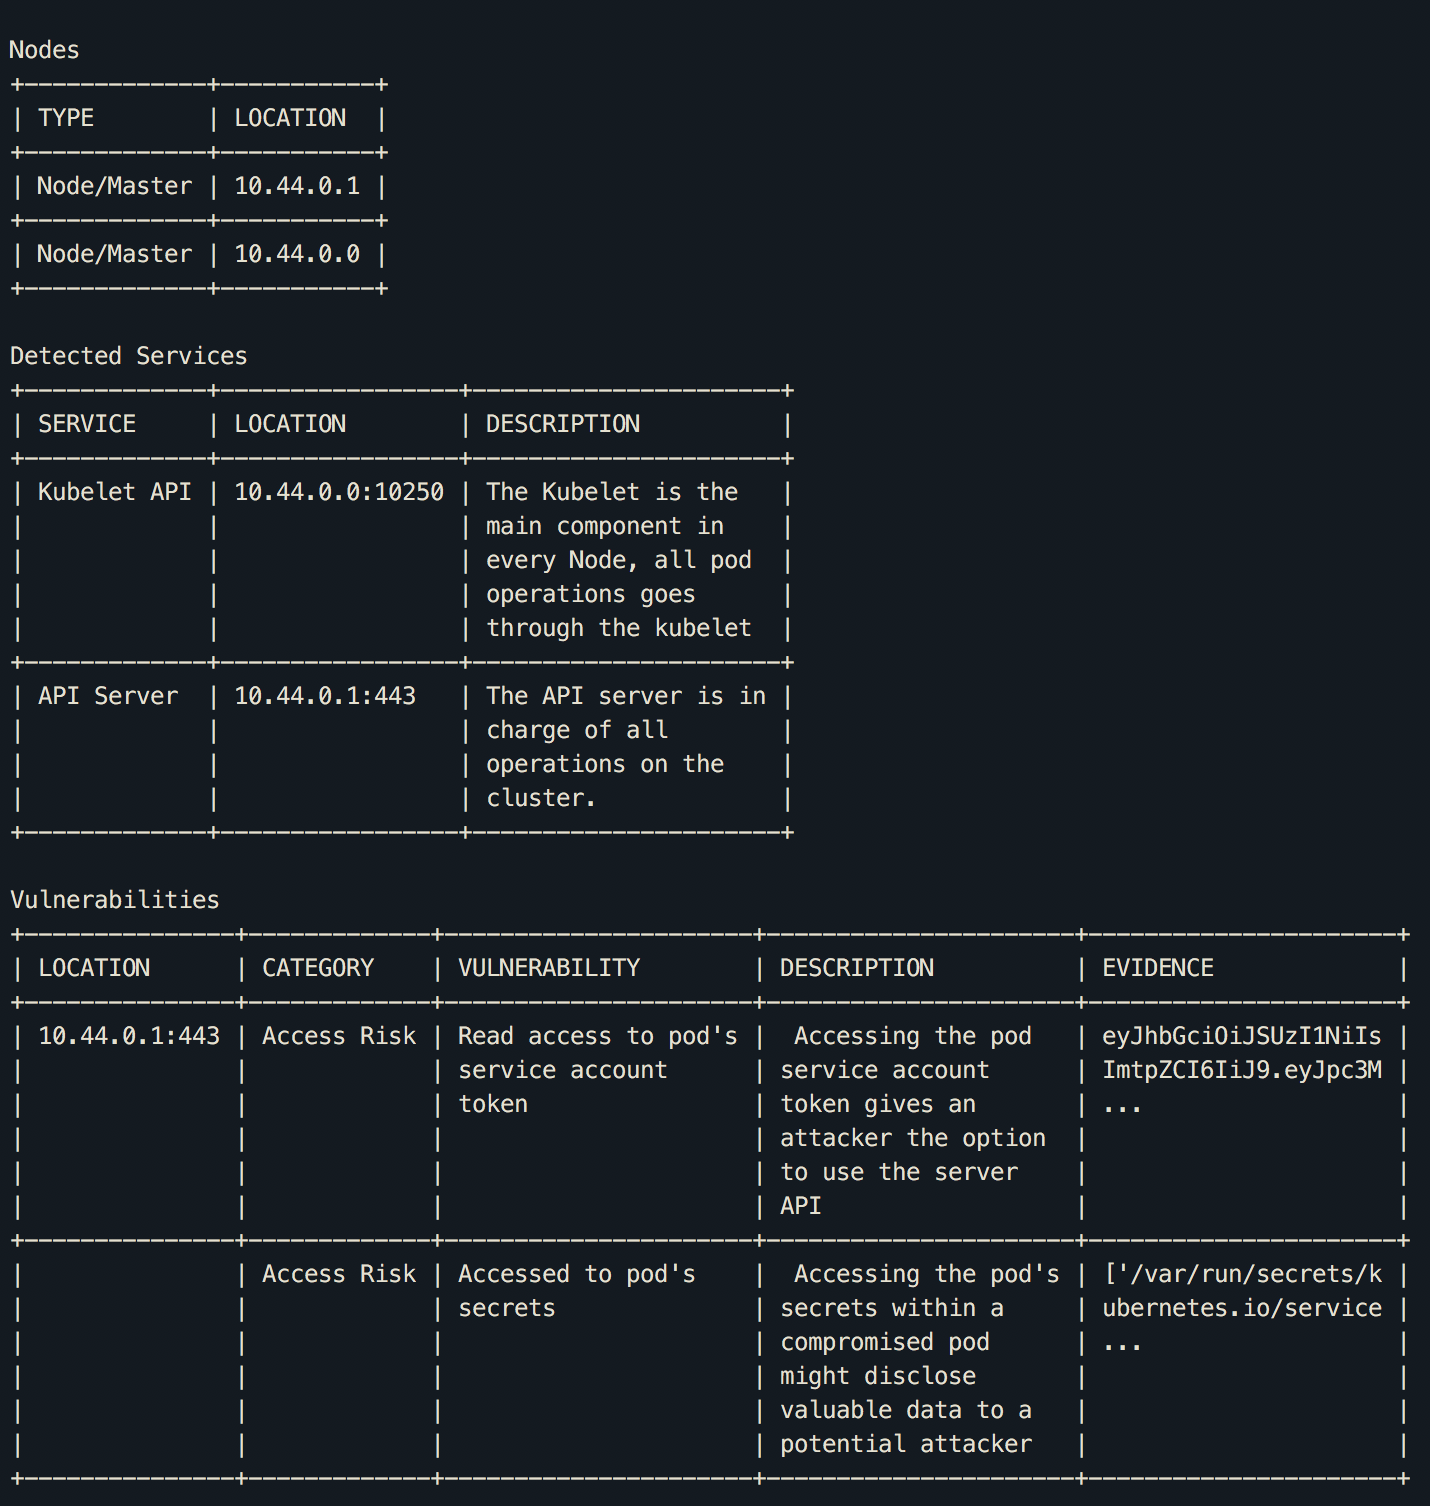 Nodes
+-------------+-----------+
| TYPE        | LOCATION  |
+-------------+-----------+
| Node/Master | 10.44.0.1 |
+-------------+-----------+
| Node/Master | 10.44.0.0 |
+-------------+-----------+

Detected Services
+-------------+-----------------+----------------------+
| SERVICE     | LOCATION        | DESCRIPTION          |
+-------------+-----------------+----------------------+
| Kubelet API | 10.44.0.0:10250 | The Kubelet is the   |
|             |                 | main component in    |
|             |                 | every Node, all pod  |
|             |                 | operations goes      |
|             |                 | through the kubelet  |
+-------------+-----------------+----------------------+
| API Server  | 10.44.0.1:443   | The API server is in |
|             |                 | charge of all        |
|             |                 | operations on the    |
|             |                 | cluster.             |
+-------------+-----------------+----------------------+

Vulnerabilities
+---------------+-------------+----------------------+----------------------+----------------------+
| LOCATION      | CATEGORY    | VULNERABILITY        | DESCRIPTION          | EVIDENCE             |
+---------------+-------------+----------------------+----------------------+----------------------+
| 10.44.0.1:443 | Access Risk | Read access to pod's |  Accessing the pod   | eyJhbGciOiJSUzI1NiIs |
|               |             | service account      | service account      | ImtpZCI6IiJ9.eyJpc3M |
|               |             | token                | token gives an       | ...                  |
|               |             |                      | attacker the option  |                      |
|               |             |                      | to use the server    |                      |
|               |             |                      | API                  |                      |
+---------------+-------------+----------------------+----------------------+----------------------+
|               | Access Risk | Accessed to pod's    |  Accessing the pod's | ['/var/run/secrets/k |
|               |             | secrets              | secrets within a     | ubernetes.io/service |
|               |             |                      | compromised pod      | ...                  |
|               |             |                      | might disclose       |                      |
|               |             |                      | valuable data to a   |                      |
|               |             |                      | potential attacker   |                      |
+---------------+-------------+----------------------+----------------------+----------------------+